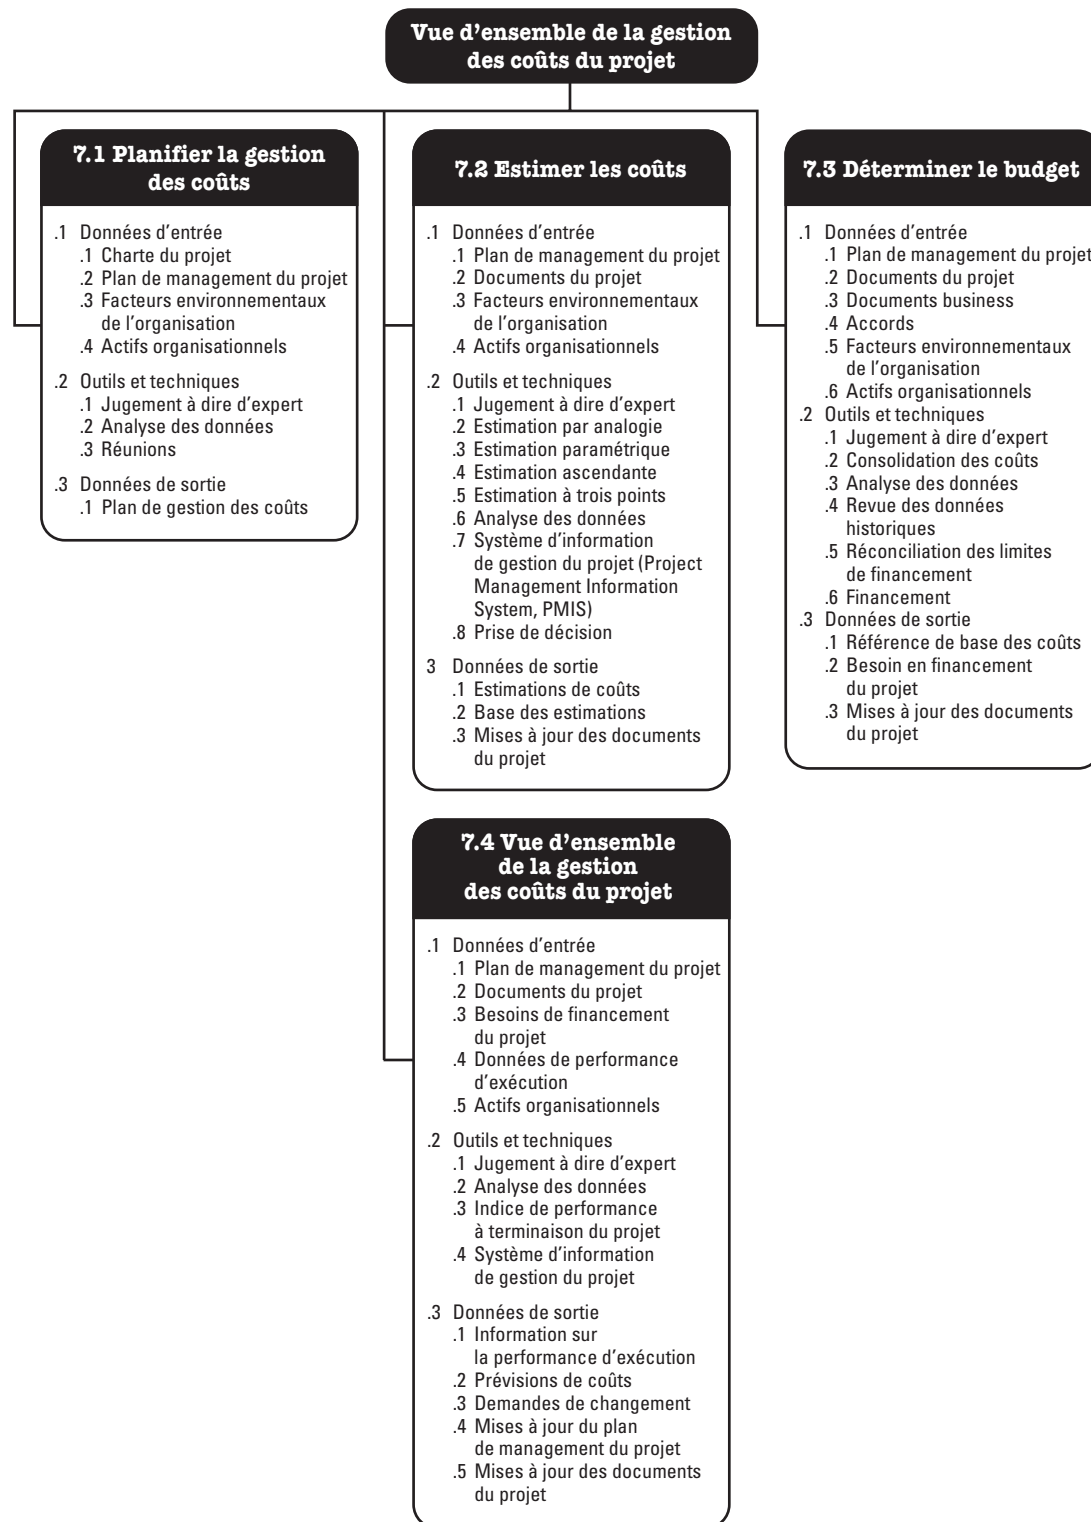 Vue d'ensemble de la gestion
des coûts du projet
7.1 Planifier la gestion
des coûts
.1 Données d'entrée
.1 Charte du projet
.2 Plan de management du projet
.3 Facteurs environnementaux
de l'organisation
.4 Actifs organisationnels
.2 Outils et techniques
.1 Jugement à dire d'expert
.2 Analyse des données
.3 Réunions
.3 Données de sortie
.1 Plan de gestion des coûts
7.2 Estimer les coûts
.1 Données d'entrée
.1 Plan de management du projet
.2 Documents du projet
.3 Facteurs environnementaux
de l'organisation
.4 Actifs organisationnels
.2 Outils et techniques
.1 Jugement à dire d'expert
.2 Estimation par analogie
.3 Estimation paramétrique
.4 Estimation ascendante
.5 Estimation à trois points
.6 Analyse des données
.7 Système d'information
de gestion du projet (Project
Management Information
System, PMIS)
.8 Prise de décision
3 Données de sortie
.1 Estimations de coûts
.2 Base des estimations
.3 Mises à jour des documents
du projet
7.3 Déterminer le budget
.1 Données d'entrée
.1 Plan de management du projet
.2 Documents du projet
.3 Documents business
.4 Accords
.5 Facteurs environnementaux
de l'organisation
.6 Actifs organisationnels
.2 Outils et techniques
.1 Jugement à dire d'expert
.2 Consolidation des coûts
.3 Analyse des données
.4 Revue des données
historiques
.5 Réconciliation des limites
de financement
.6 Financement
.3 Données de sortie
.1 Référence de base des coûts
.2 Besoin en financement
du projet
.3 Mises à jour des documents
du projet
7.4 Vue d'ensemble
de la gestion
des coûts du projet
.1 Données d'entrée
.1 Plan de management du projet
.2 Documents du projet
.3 Besoins de financement
du projet
.4 Données de performance
d'exécution
.5 Actifs organisationnels
.2 Outils et techniques
.1 Jugement à dire d'expert
.2 Analyse des données
.3 Indice de performance
à terminaison du projet
.4 Système d'information
de gestion du projet
.3 Données de sortie
.1 Information sur
la performance d'exécution
.2 Prévisions de coûts
.3 Demandes de changement
.4 Mises à jour du plan
de management du projet
.5 Mises à jour des documents
du projet